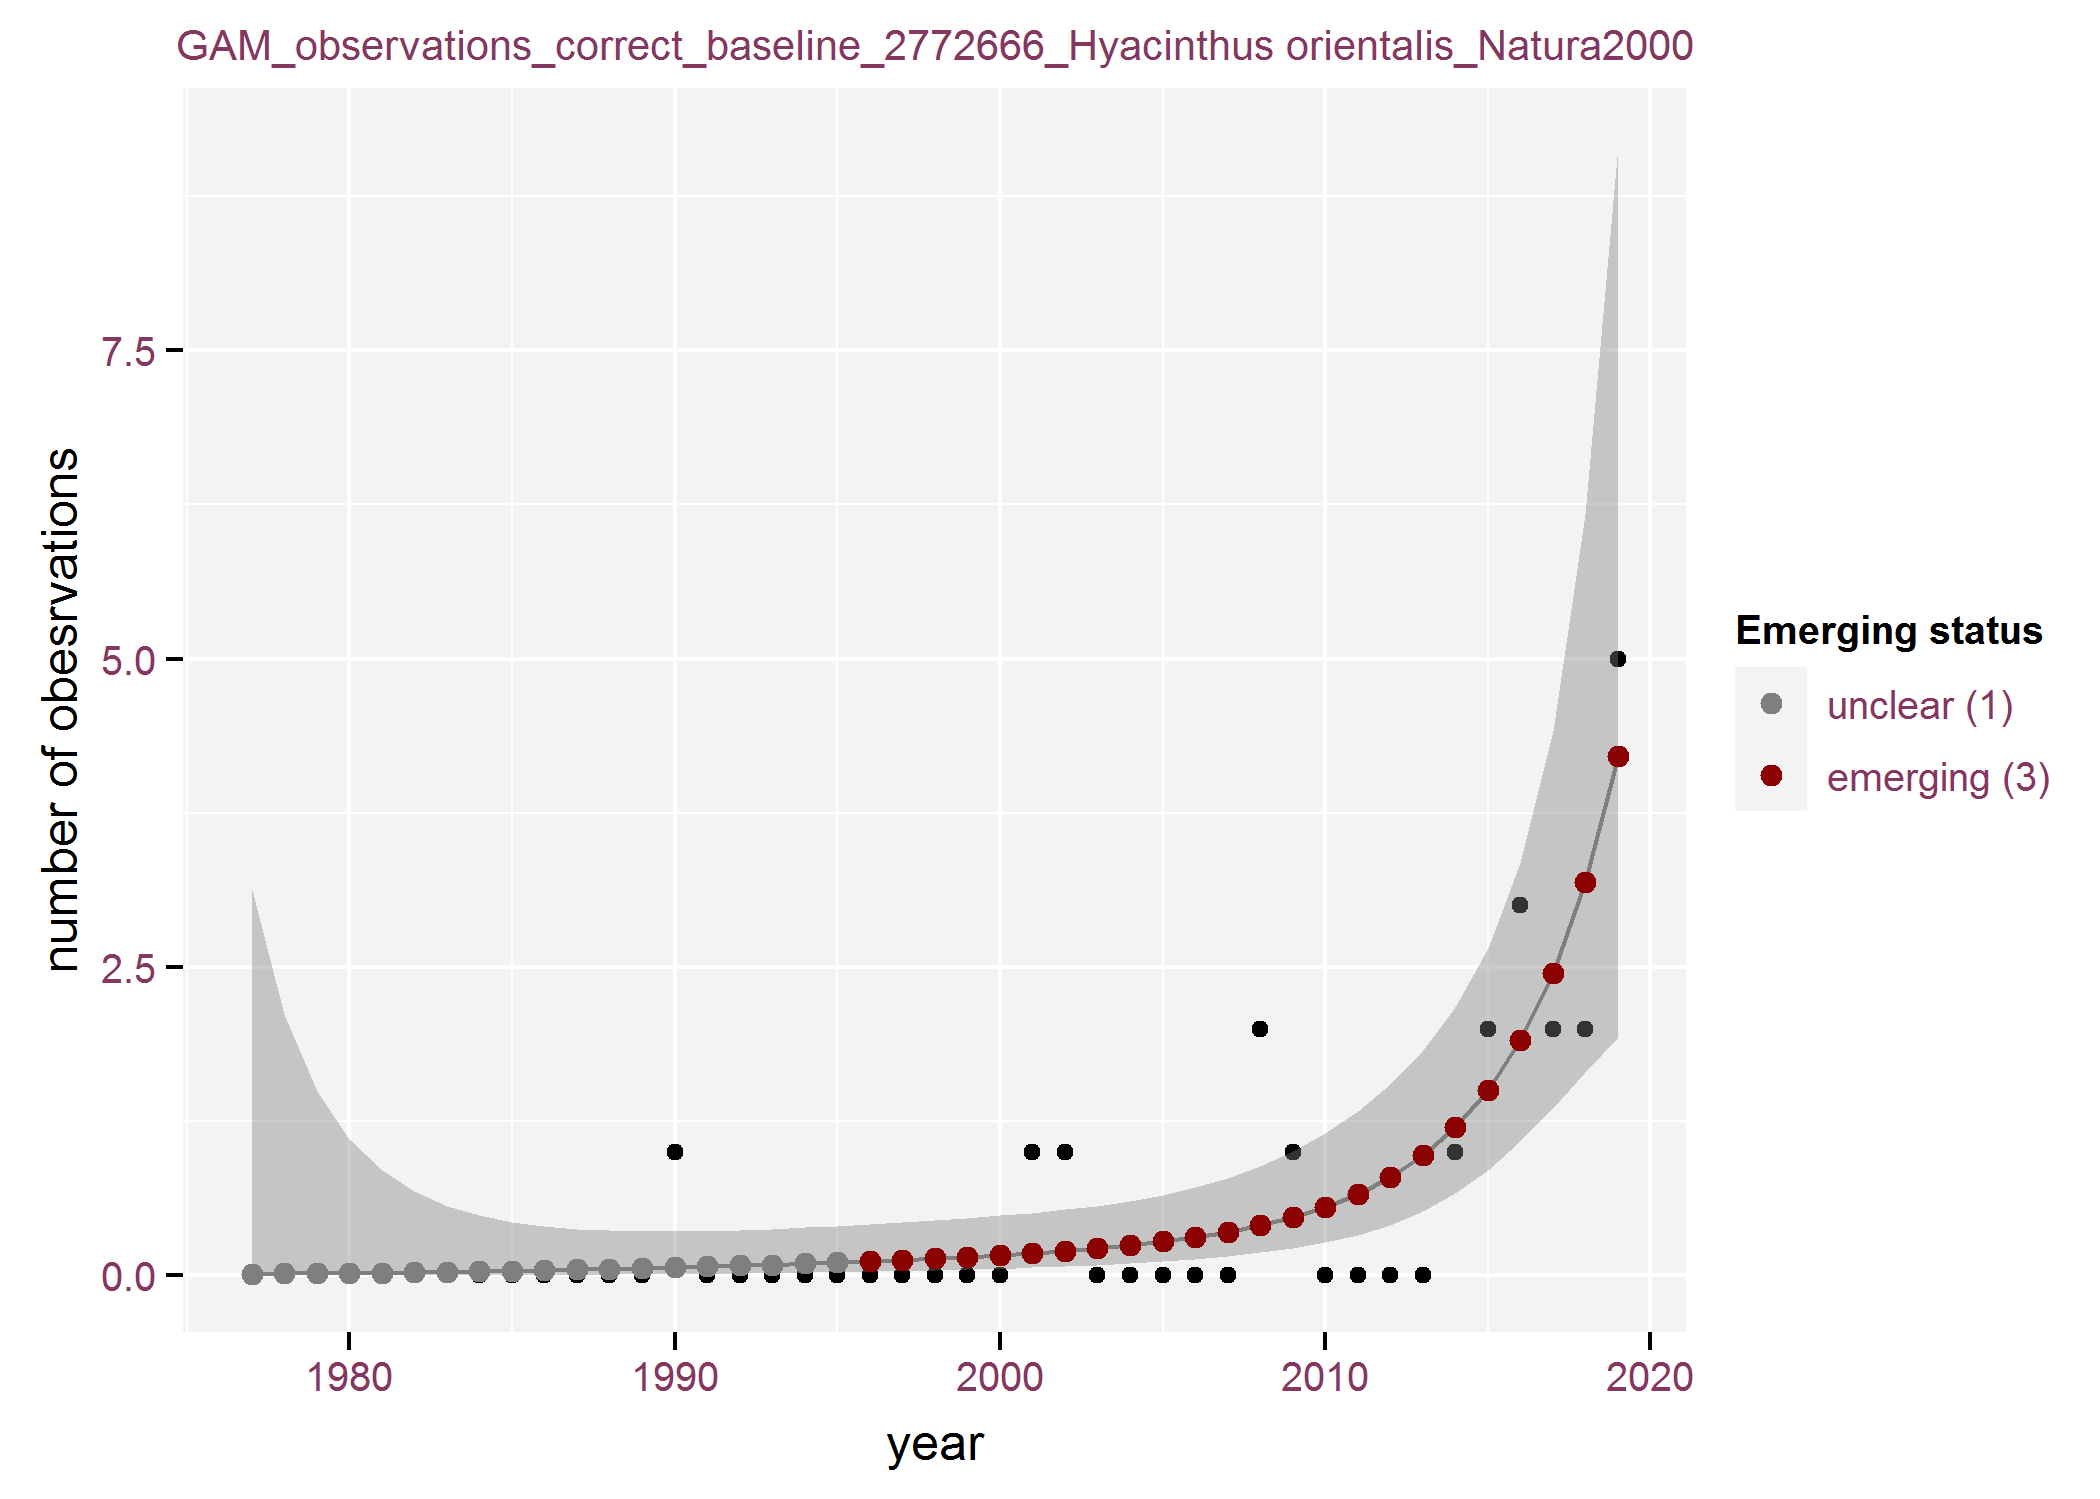 GAM_observations_correct_baseline_2772666_Hyacinthus orientalis_Natura2000
number of obesrvations
7.5
5.0
2.5
0.0
1980 1990 2000 2010 2020
year
Emerging status
unclear (1)
emerging (3)